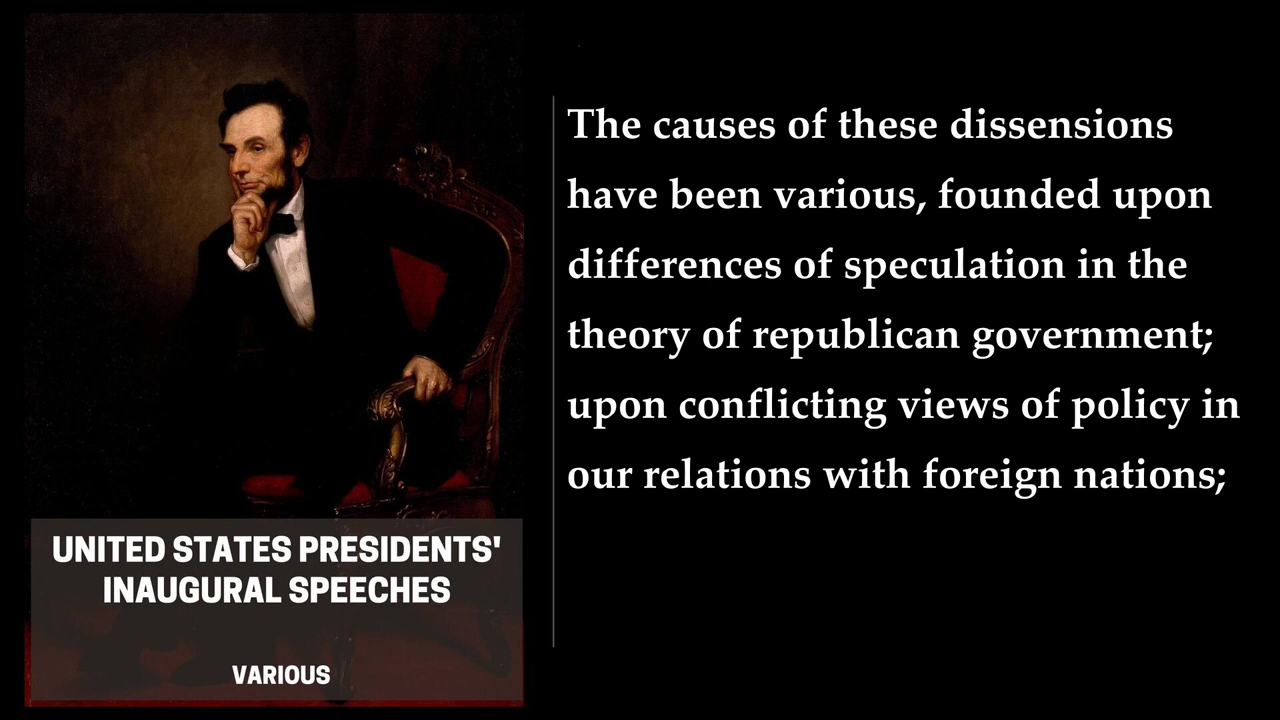 UNITED STATES PRESIDENTS'
INAUGURAL SPEECHES
VARIOUS
The causes of these dissensions
have been various, founded upon
differences of speculation in the
theory of republican government;
upon conflicting views of policy in
our relations with foreign nations;